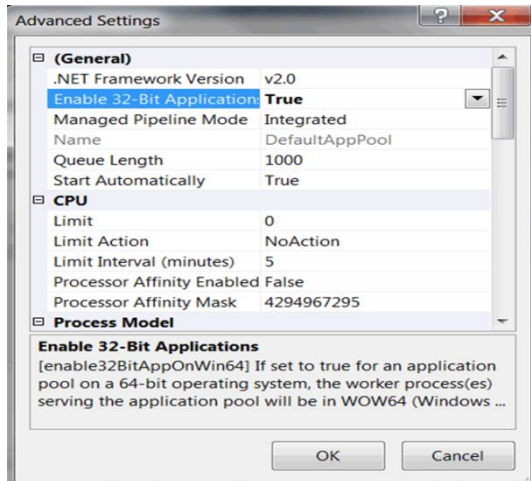 Advanced Settings
(General)
.NET Framework Version v2.0
Enable 32-Bit Application: True
Managed Pipeline Mode Integrated
Name DefaultAppPool
Queue Length 1000
Start Automatically True
CPU
Limit 0
Limit Action NoAction
Limit Interval (minutes) 5
Processor Affinity Enabled False
Processor Affinity Mask 4294967295
Process Model
Enable 32-Bit Applications
[enable32BitAppOnWin64] If set to true for an application
pool on a 64-bit operating system, the worker process(es)
serving the application pool will be in WOW64 (Windows ...
OK Cancel